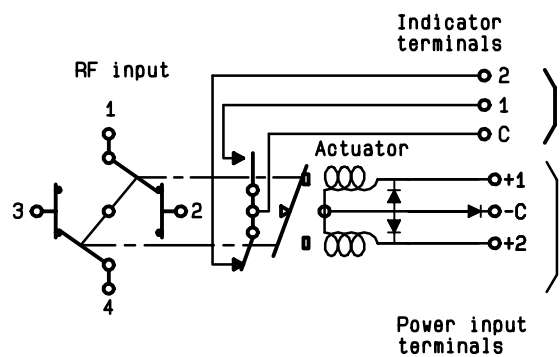 Indicator
terminals
RF input
2
1
1
C
Actuator
+1
3
2
-C
+2
4
Power input
terminals